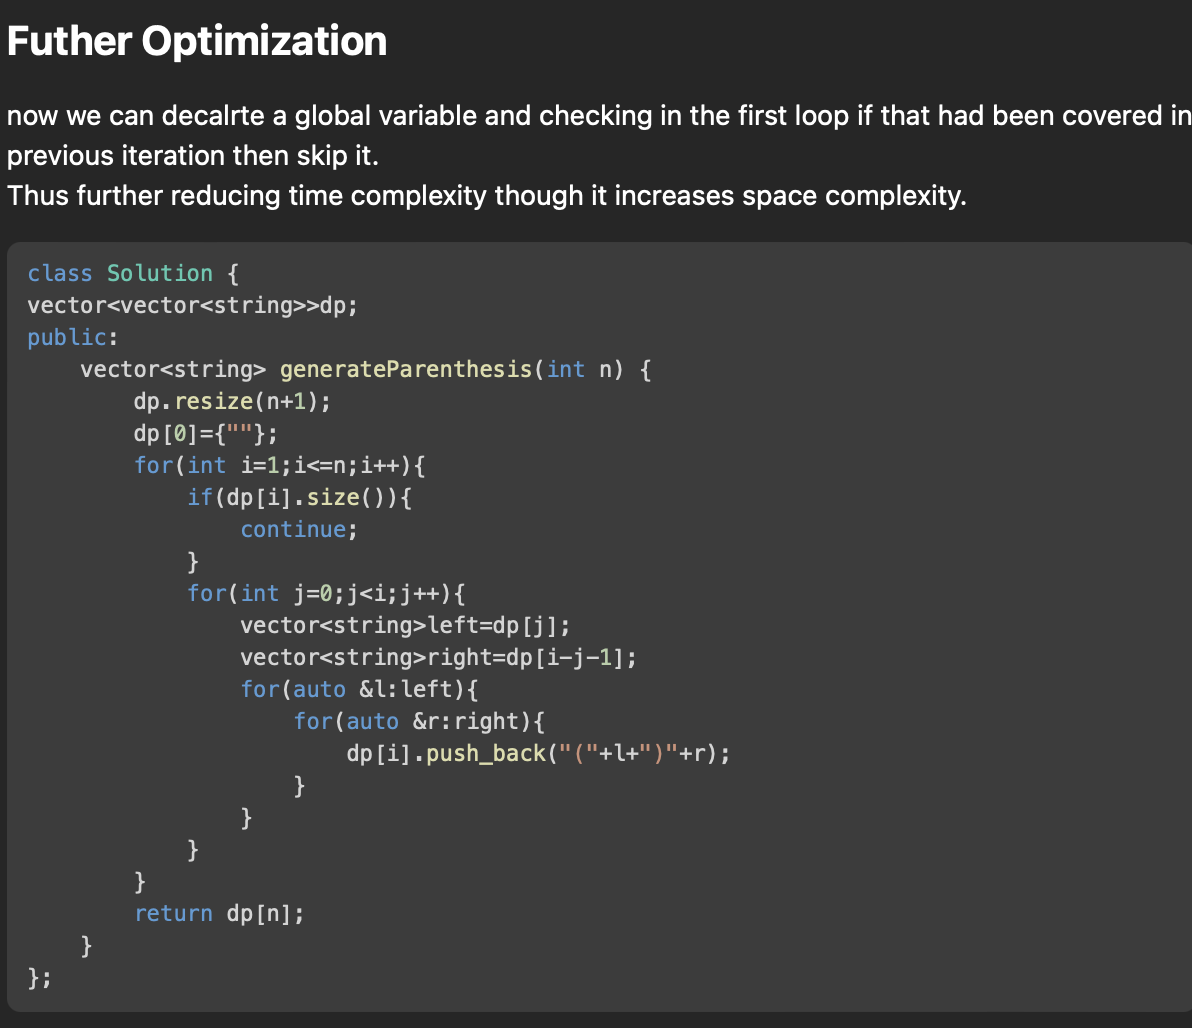 Futher Optimization
now we can decalrte a global variable and checking in the first loop if that had been covered in
previous iteration then skip it.
Thus further reducing time complexity though it increases space complexity.
class Solution {
vector<vector<string>>dp;
public:
    vector<string> generateParenthesis(int n) {
        dp.resize(n+1);
        dp[0]={""};
        for(int i=1;i<=n;i++){
            if(dp[i].size()){
                continue;
            }
            for(int j=0;j<i;j++){
                vector<string>left=dp[j];
                vector<string>right=dp[i-j-1];
                for(auto &l:left){
                    for(auto &r:right){
                        dp[i].push_back("("+l+")"+r);
                    }
                }
            }
        }
        return dp[n];
    }
};